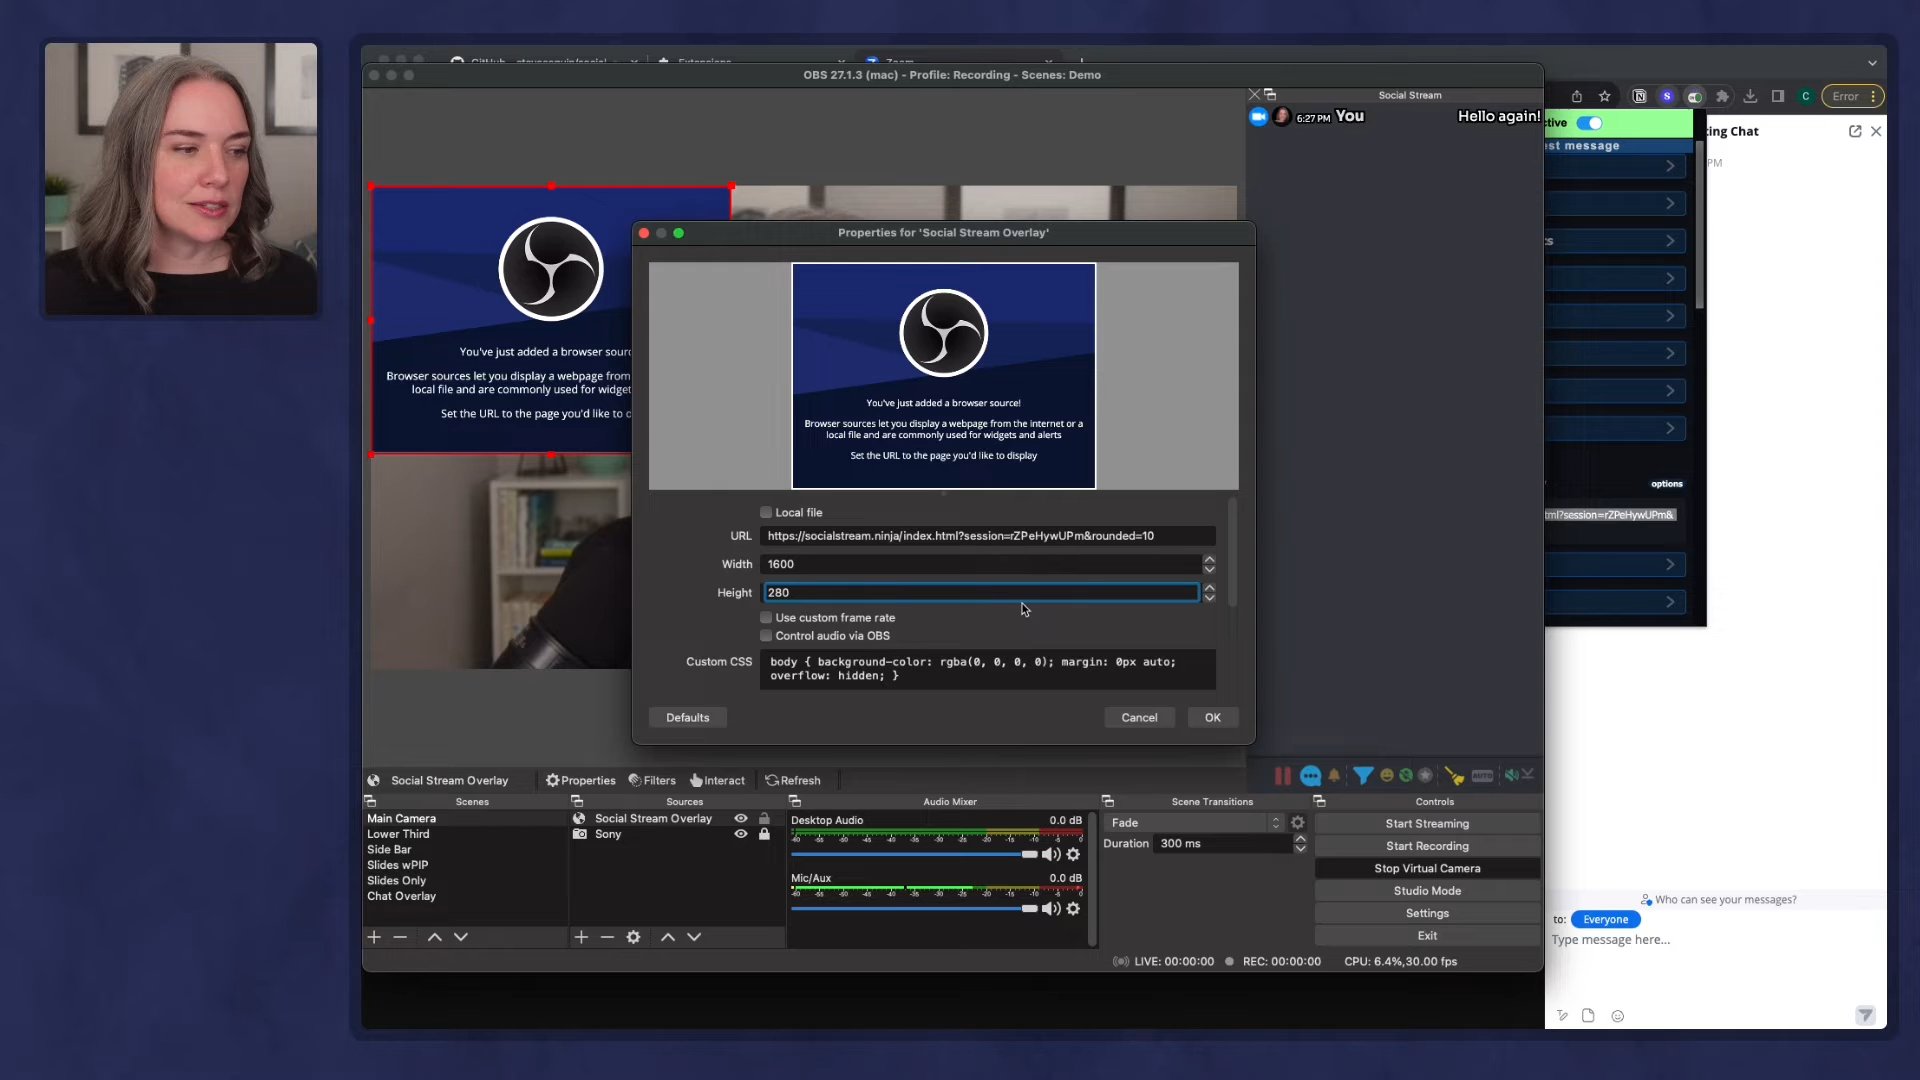 OBS 27.1.3 (mac) - Profile: Recording - Scenes: Demo
Social Stream
6:27 PM You Hello again!
Error
ctive
est message
ting Chat
PM
ts
options
tml?session=rZPeHywUPm&
You've just added a browser sourc
Browser sources let you display a webpage from
local file and are commonly used for widget
Set the URL to the page you'd like to d
Properties for 'Social Stream Overlay'
You've just added a browser source!
Browser sources let you display a webpage from the internet or a
local file and are commonly used for widgets and alerts
Set the URL to the page you'd like to display
Local file
URL https://socialstream.ninja/index.html?session=rZPeHywUPm&rounded=10
Width 1600
Height 280
Use custom frame rate
Control audio via OBS
Custom CSS body { background-color: rgba(0, 0, 0, 0); margin: 0px auto;
overflow: hidden; }
Defaults Cancel OK
Social Stream Overlay Properties Filters Interact Refresh
Scenes
Main Camera
Lower Third
Side Bar
Slides wPIP
Slides Only
Chat Overlay
Sources
Social Stream Overlay
Sony
Audio Mixer
Desktop Audio 0.0 dB
Mic/Aux 0.0 dB
Scene Transitions
Fade
Duration 300 ms
Controls
Start Streaming
Start Recording
Stop Virtual Camera
Studio Mode
Settings
Exit
LIVE: 00:00:00 REC: 00:00:00 CPU: 6.4%,30.00 fps
Who can see your messages?
to: Everyone
Type message here...